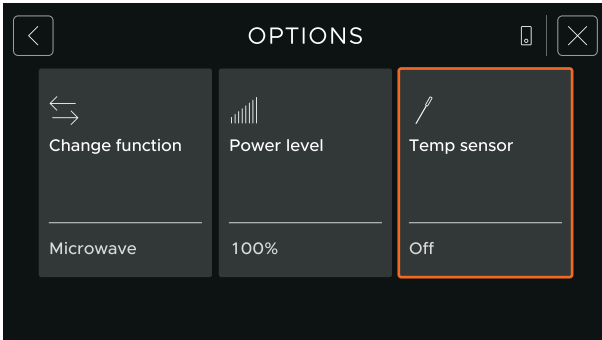 OPTIONS
Change function
Power level
Temp sensor
Microwave
100%
Off